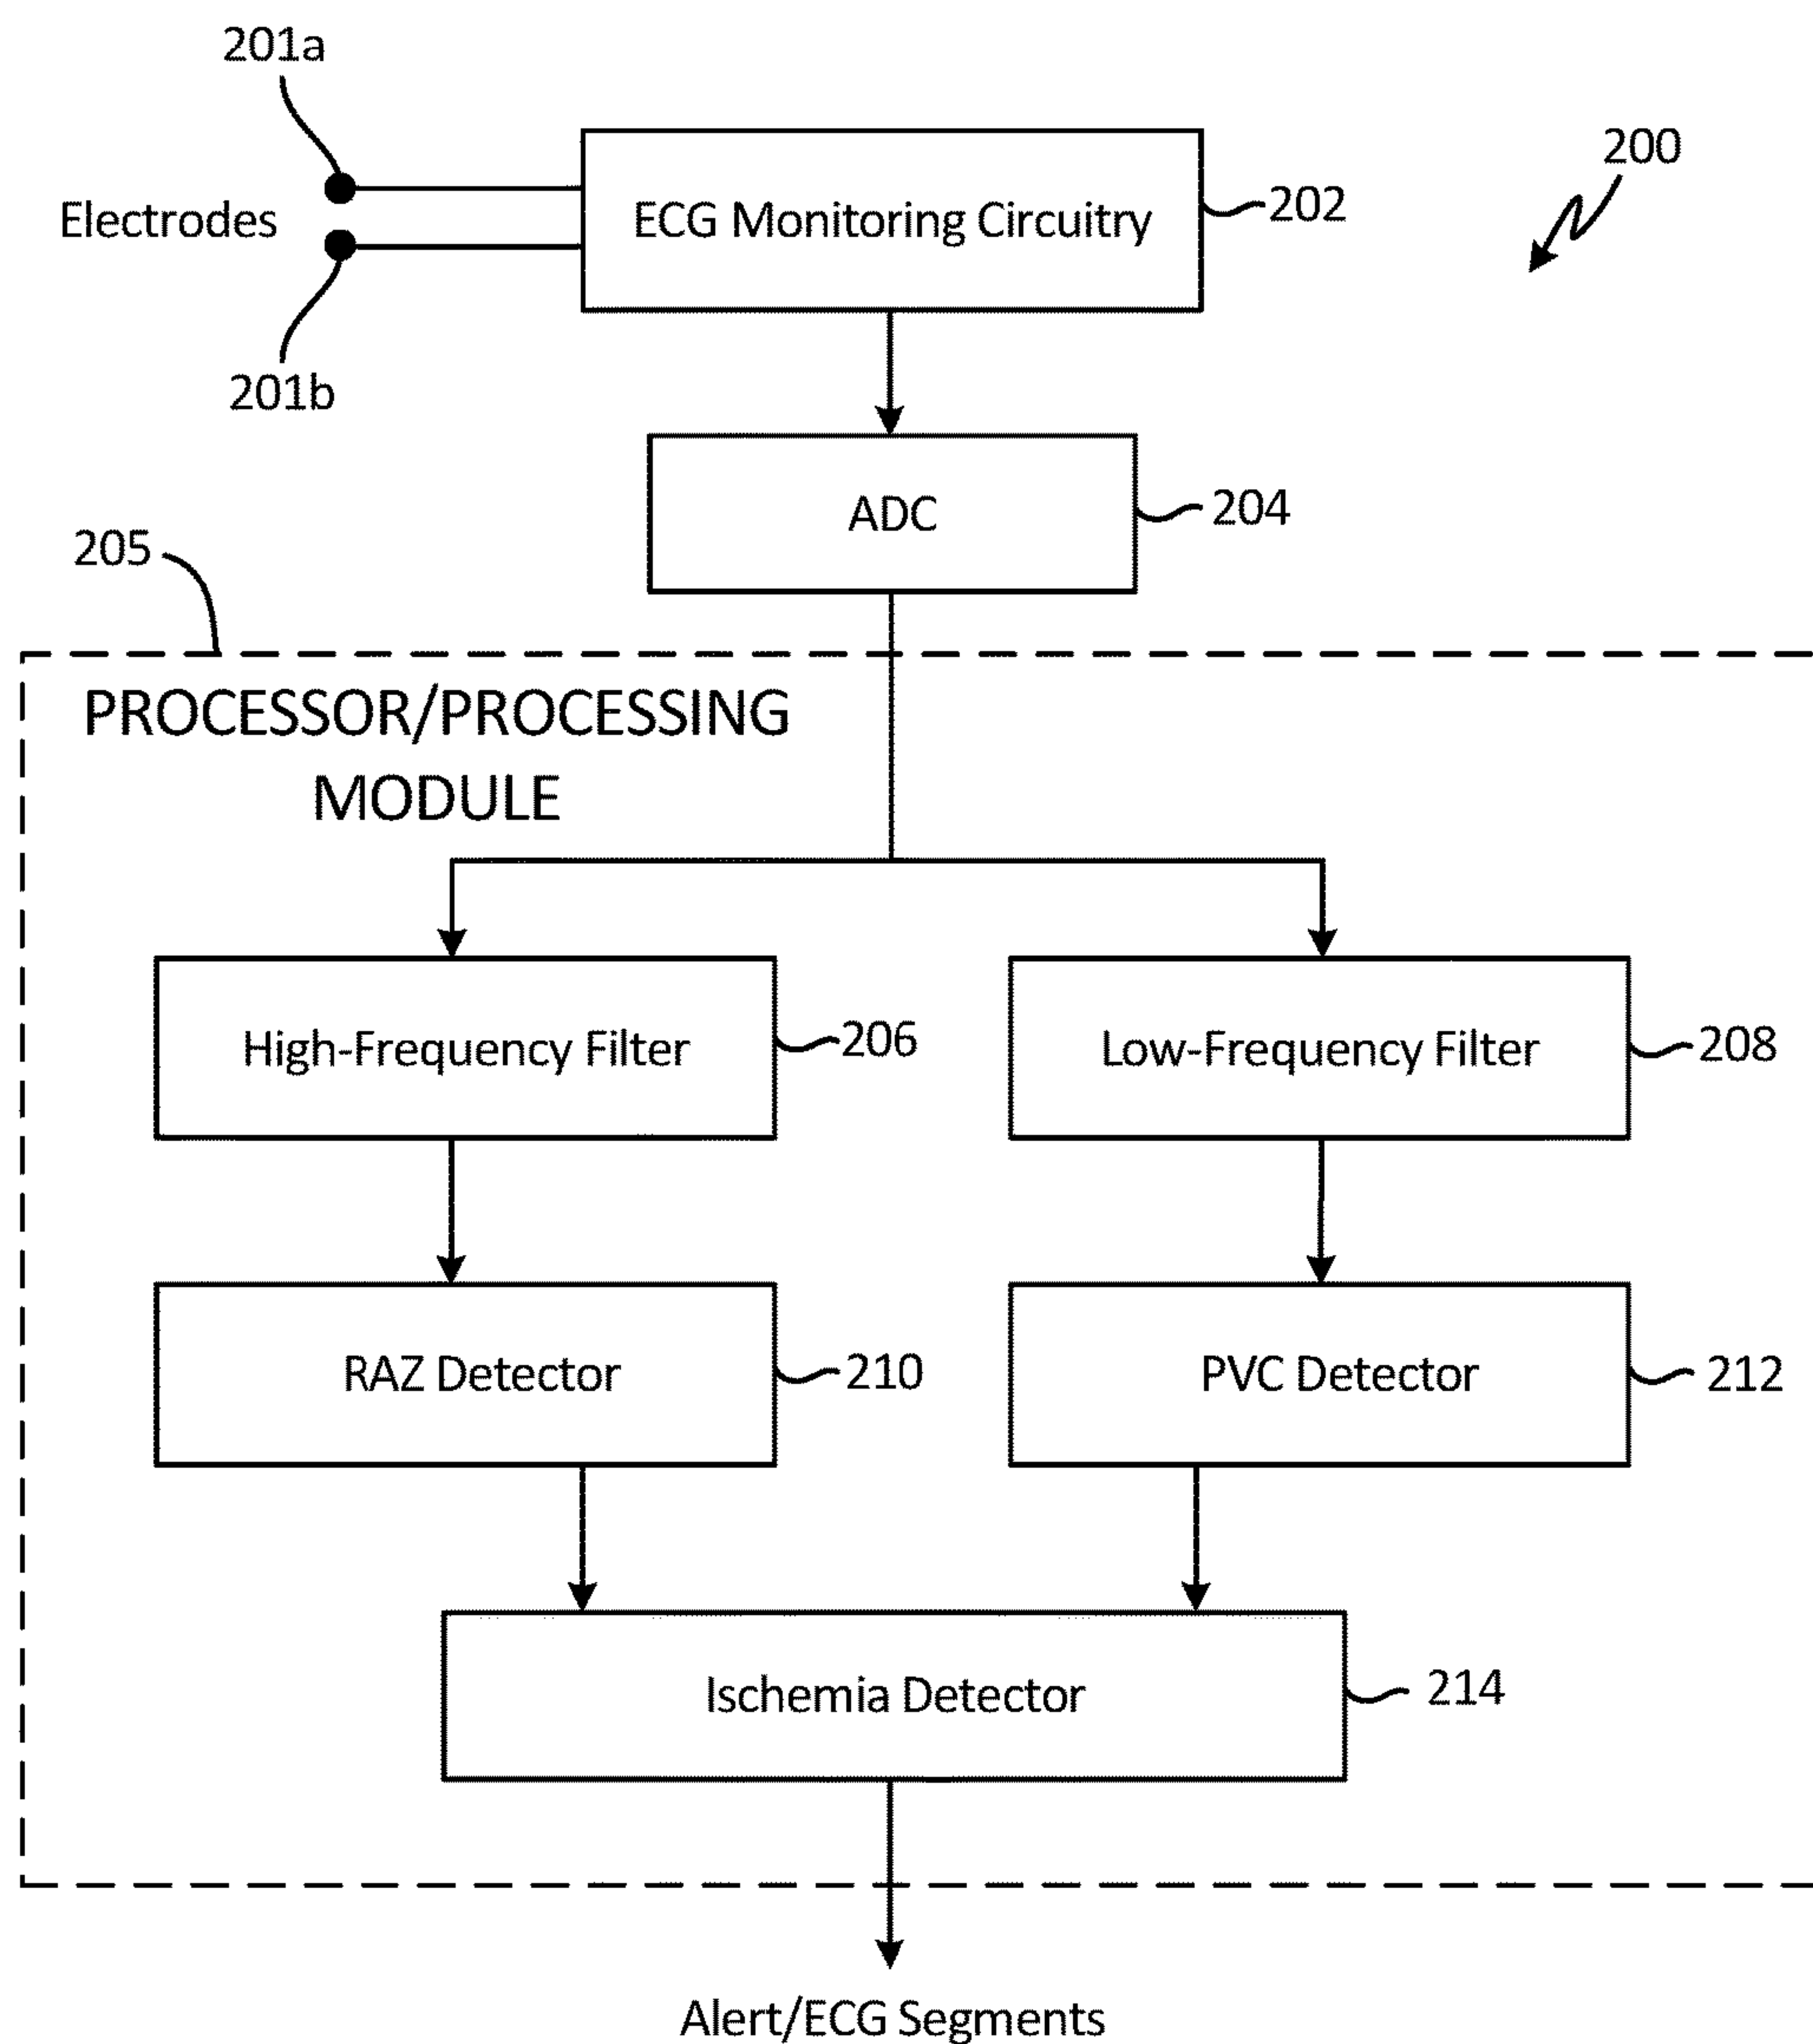 201a
200
Electrodes
ECG Monitoring Circuitry
202
201b
ADC
204
205
PROCESSOR/PROCESSING
MODULE
High-Frequency Filter
206
Low-Frequency Filter
208
RAZ Detector
210
PVC Detector
212
Ischemia Detector
214
Alert/ECG Segments